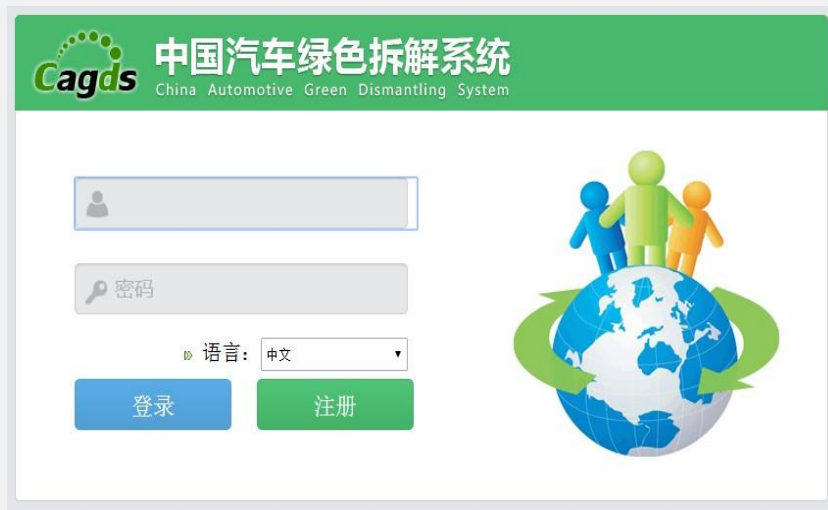 Cagds
中国汽车绿色拆解系统
China Automotive Green Dismantling System
密码
语言：
中文
登录
注册